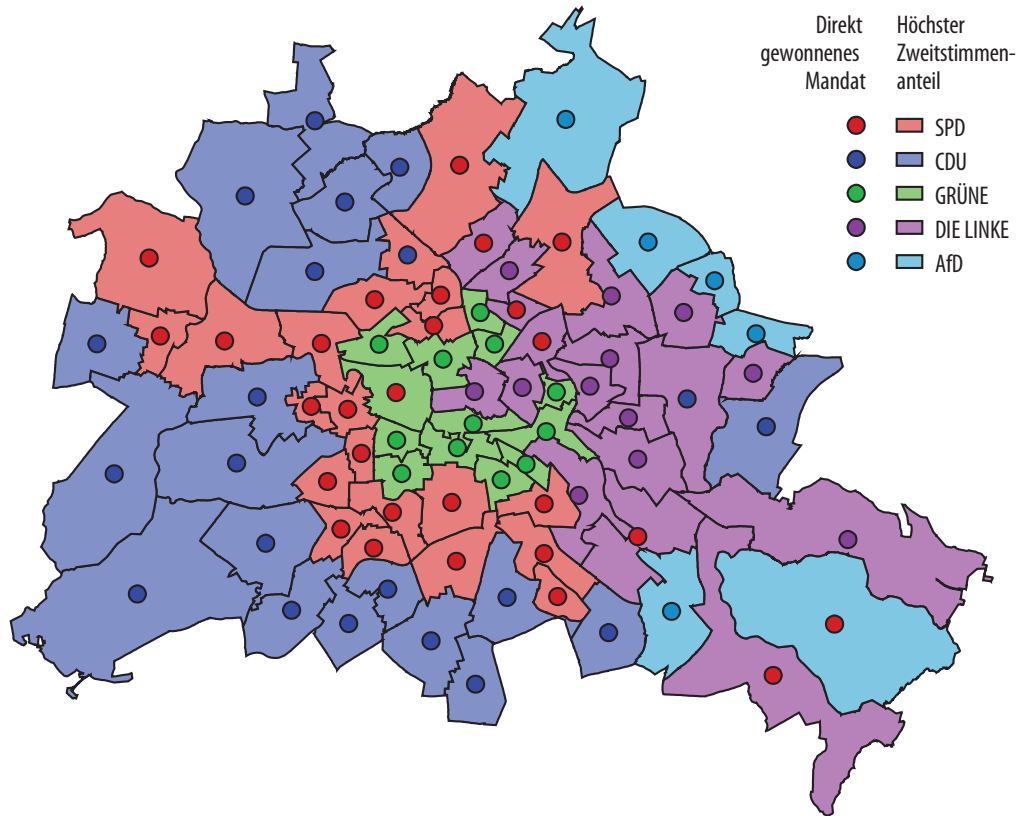 Direkt Höchster
gewonnenes Zweitstimmen-
Mandat anteil
SPD
CDU
GRÜNE
DIE LINKE
AfD